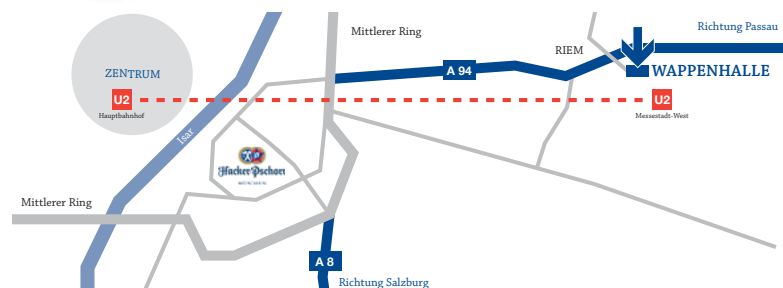 Richtung Passau
Mittlerer Ring
RIEM
A 94
WAPPENHALLE
ZENTRUM
U2
U2
Hauptbahnhof
Messestadt-West
Isar
Hacker-Pschorr
MÜNCHEN
Mittlerer Ring
A 8
Richtung Salzburg